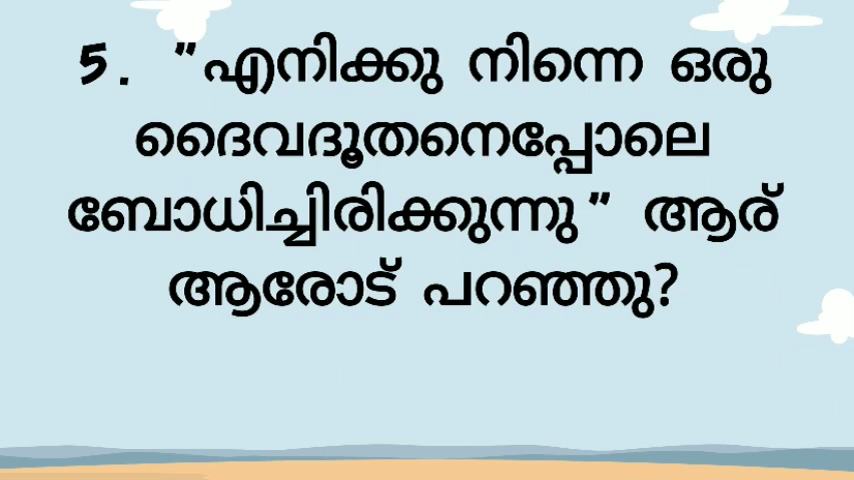 5. "എനിക്കു നിന്നെ ഒരു
ദൈവദൂതനെപ്പോലെ
ബോധിച്ചിരിക്കുന്നു" ആര്
ആരോട് പറഞ്ഞു?